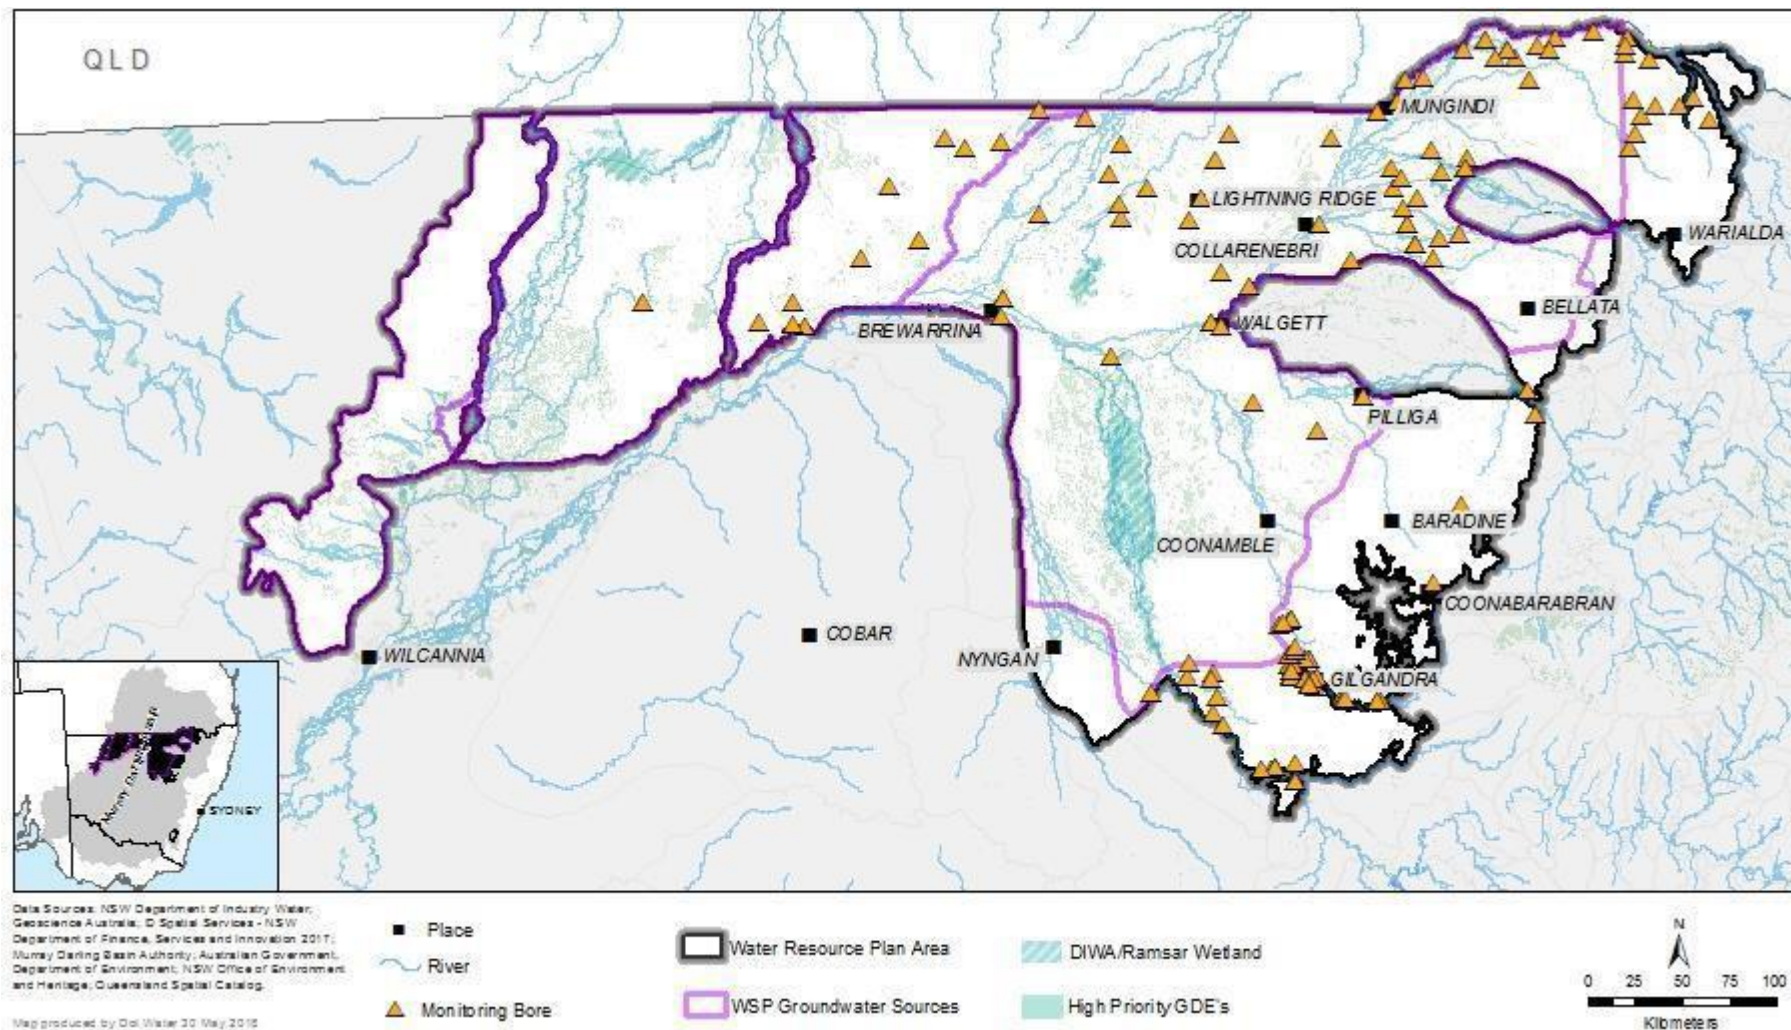 QLD
MUNGINDI
LIGHTNING RIDGE
COLLARENEBRI
WARIALDA
BELLATA
BREWARRINA
WALGETT
PILLIGA
BARADINE
COONAMBLE
COONABARABRAN
COBAR
NYNGAN
WILCANNIA
GILGANDRA
SYDNEY
Data Sources: NSW Department of Industry Water;
Geoscience Australia; D Spatial Services - NSW
Department of Finance, Services and Innovation 2017;
Murray Darling Basin Authority; Australian Government,
Department of Environment; NSW Office of Environment
and Heritage; Queensland Spatial Catalog.
Map produced by DoI Water 30 May 2018
Place
River
Monitoring Bore
Water Resource Plan Area
WSP Groundwater Sources
DIWA/Ramsar Wetland
High Priority GDE's
N
0 25 50 75 100
Kilometers